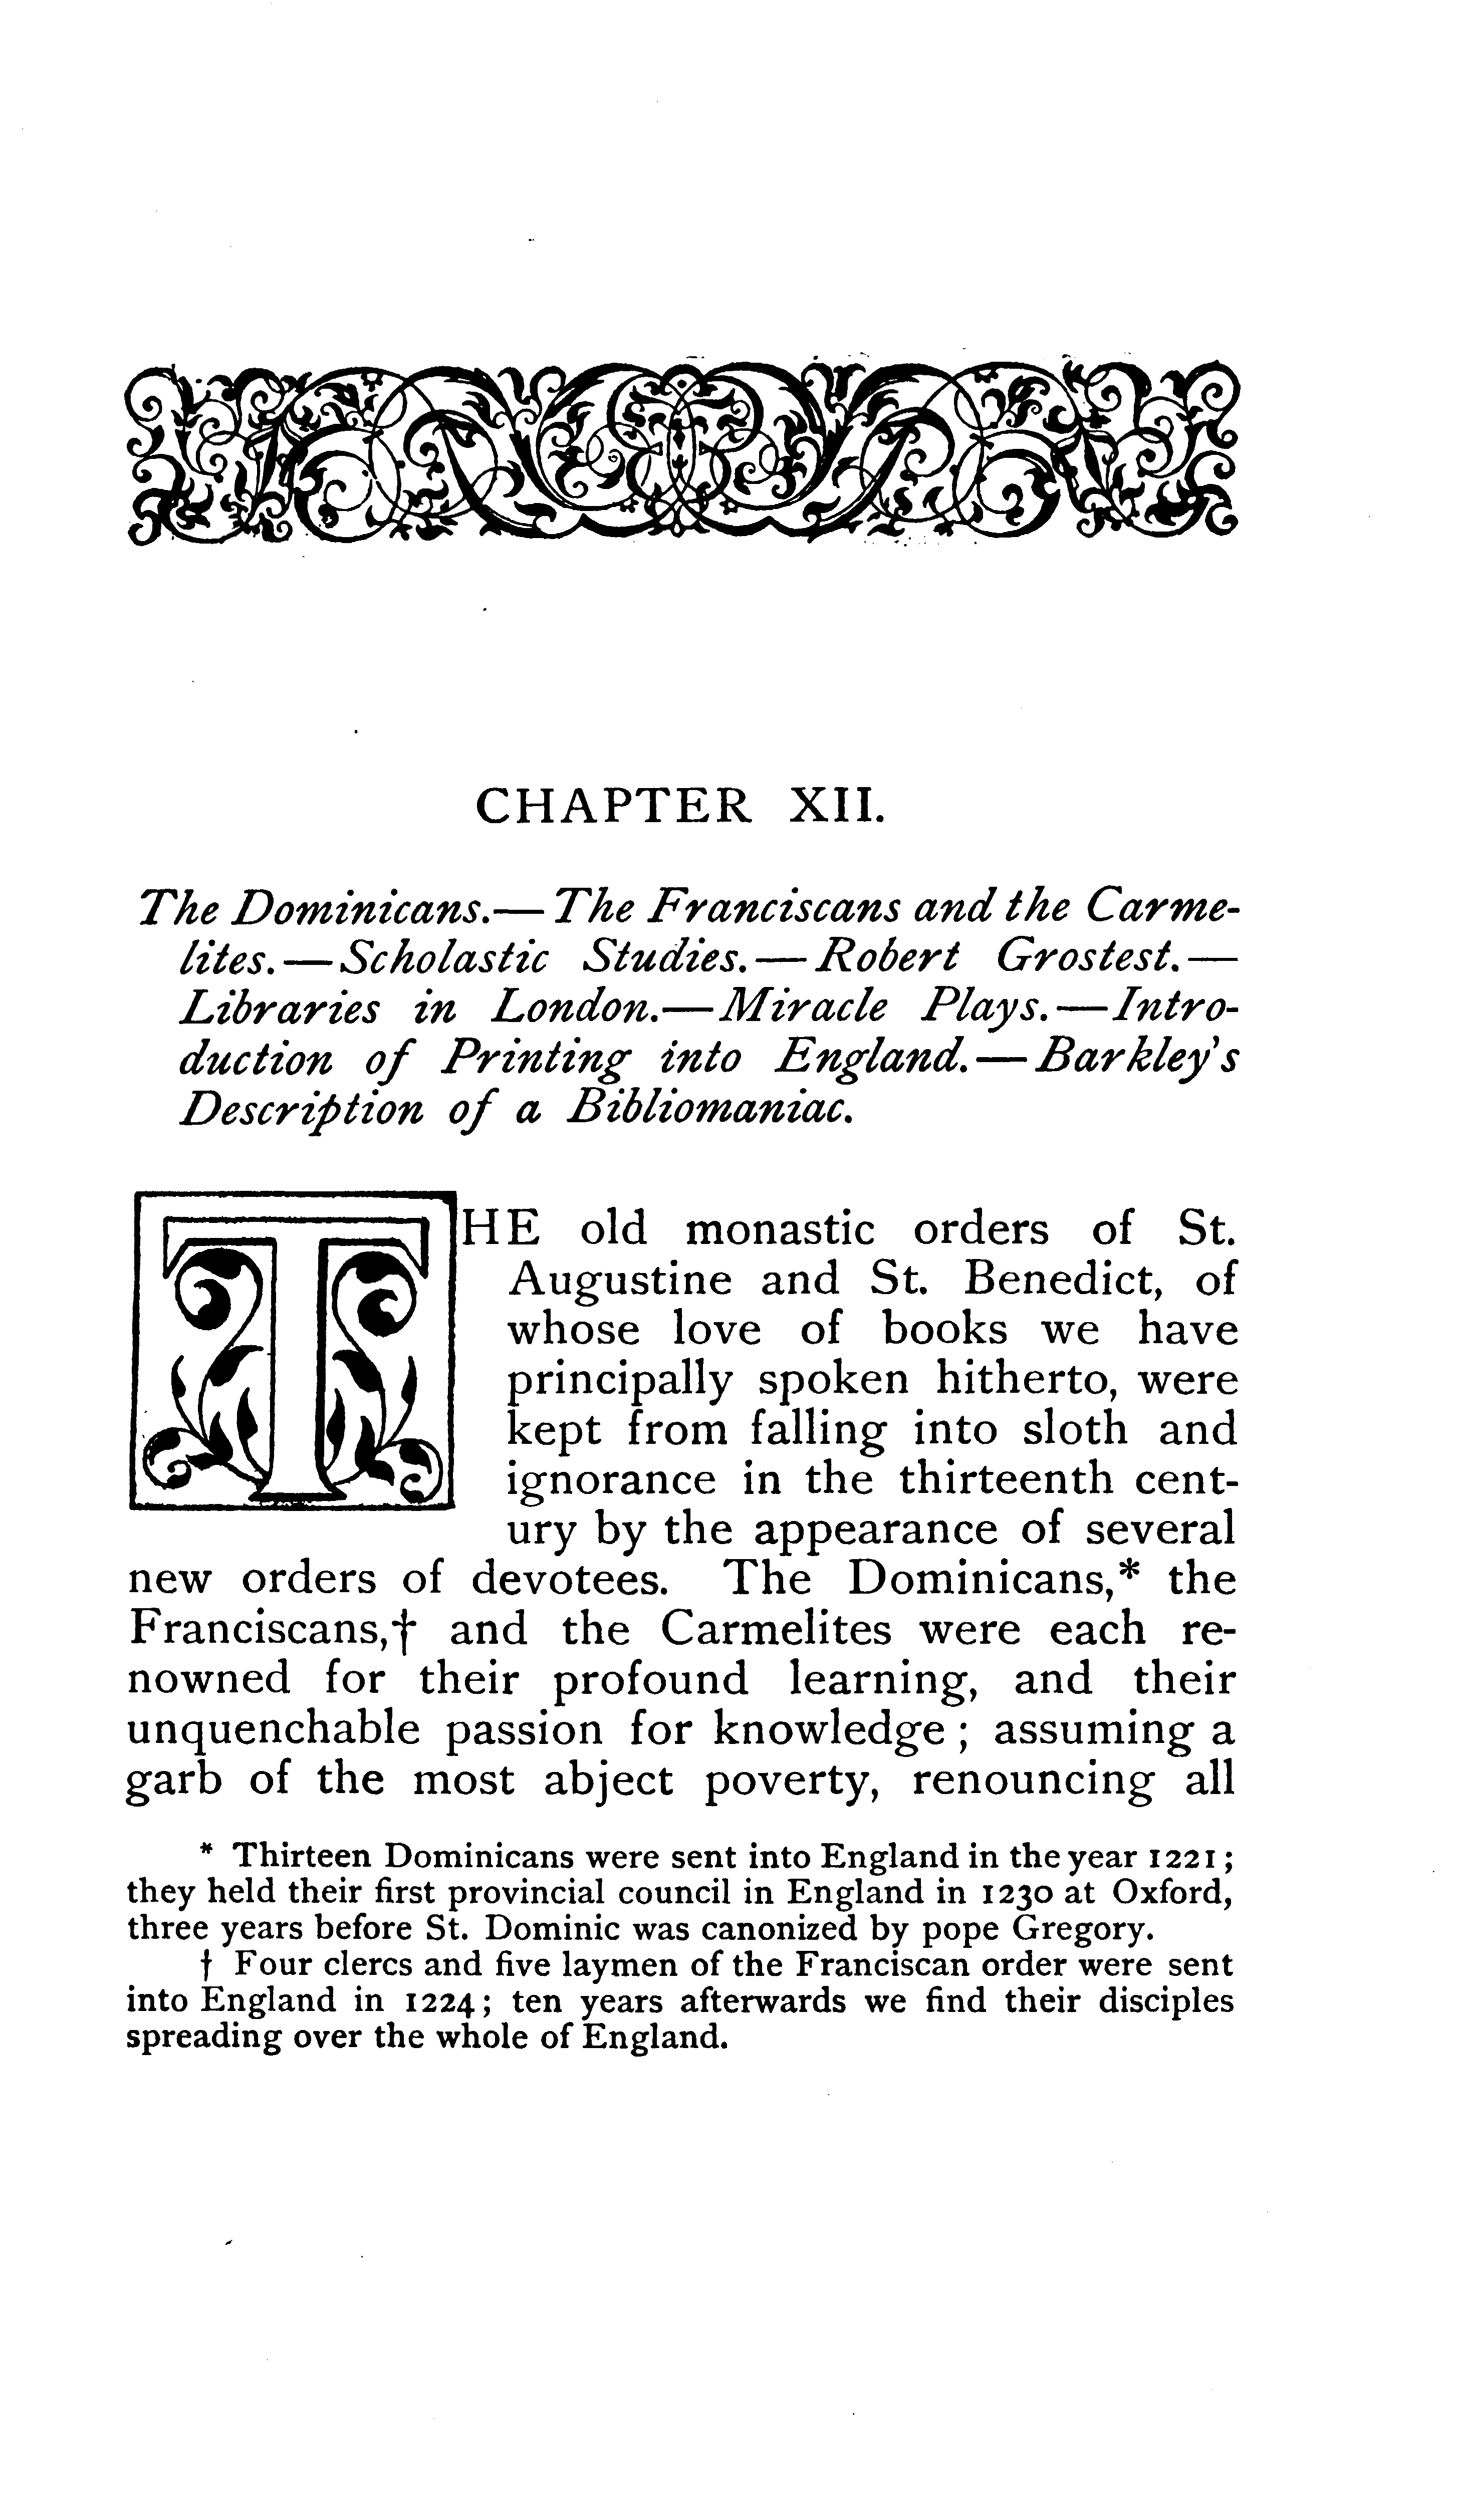 CHAPTER XII.
The Dominicans.— The Franciscans and the Carme-
lites.—Scholastic Studies.—Robert Grostest.—
Libraries in London.—Miracle Plays.—Intro-
duction of Printing into England.—Barkley's
Description of a Bibliomaniac.
THE old monastic orders of St.
Augustine and St. Benedict, of
whose love of books we have
principally spoken hitherto, were
kept from falling into sloth and
ignorance in the thirteenth cent-
ury by the appearance of several
new orders of devotees. The Dominicans,* the
Franciscans,† and the Carmelites were each re-
nowned for their profound learning, and their
unquenchable passion for knowledge; assuming a
garb of the most abject poverty, renouncing all
* Thirteen Dominicans were sent into England in the year 1221;
they held their first provincial council in England in 1230 at Oxford,
three years before St. Dominic was canonized by pope Gregory.
† Four clercs and five laymen of the Franciscan order were sent
into England in 1224; ten years afterwards we find their disciples
spreading over the whole of England.